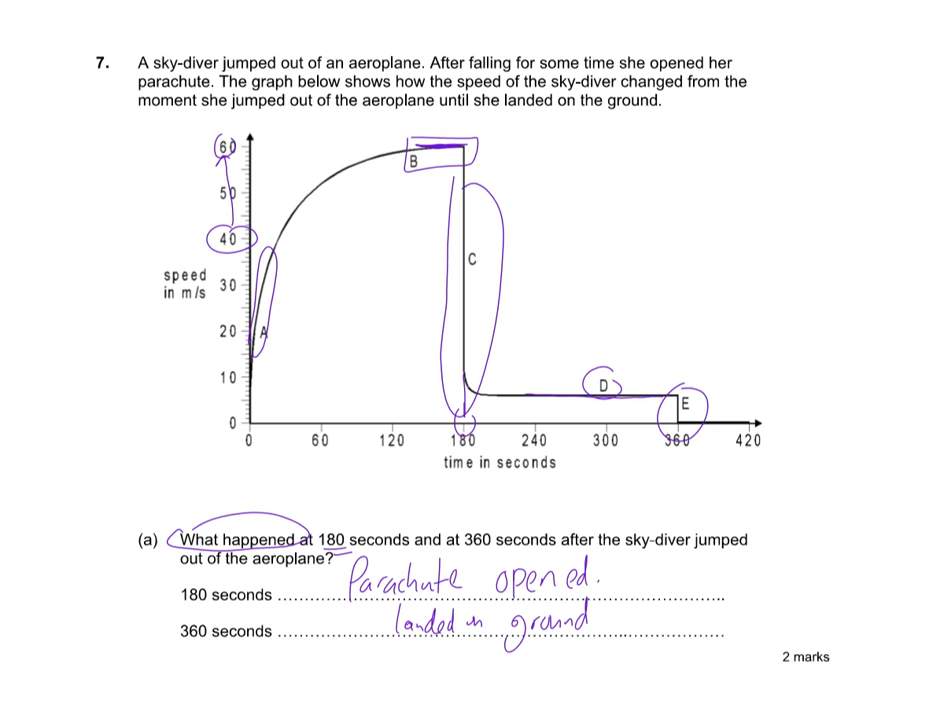 7. A sky-diver jumped out of an aeroplane. After falling for some time she opened her
parachute. The graph below shows how the speed of the sky-diver changed from the
moment she jumped out of the aeroplane until she landed on the ground.
60
B
50
40
C
speed
in m/s
30
20
A
10
D
E
0
0 60 120 180 240 300 360 420
time in seconds
(a) What happened at 180 seconds and at 360 seconds after the sky-diver jumped
out of the aeroplane?
180 seconds Parachute opened.
360 seconds landed in ground
2 marks